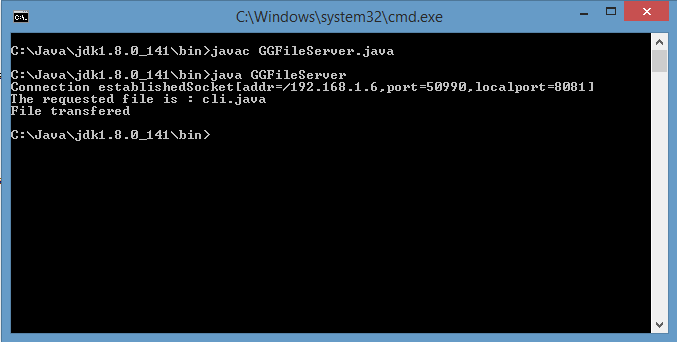 C:\Windows\system32\cmd.exe
C:\Java\jdk1.8.0_141\bin>javac GGFileServer.java
C:\Java\jdk1.8.0_141\bin>java GGFileServer
Connection establishedSocket[addr=/192.168.1.6,port=50990,localport=8081]
The requested file is : cli.java
File transfered
C:\Java\jdk1.8.0_141\bin>